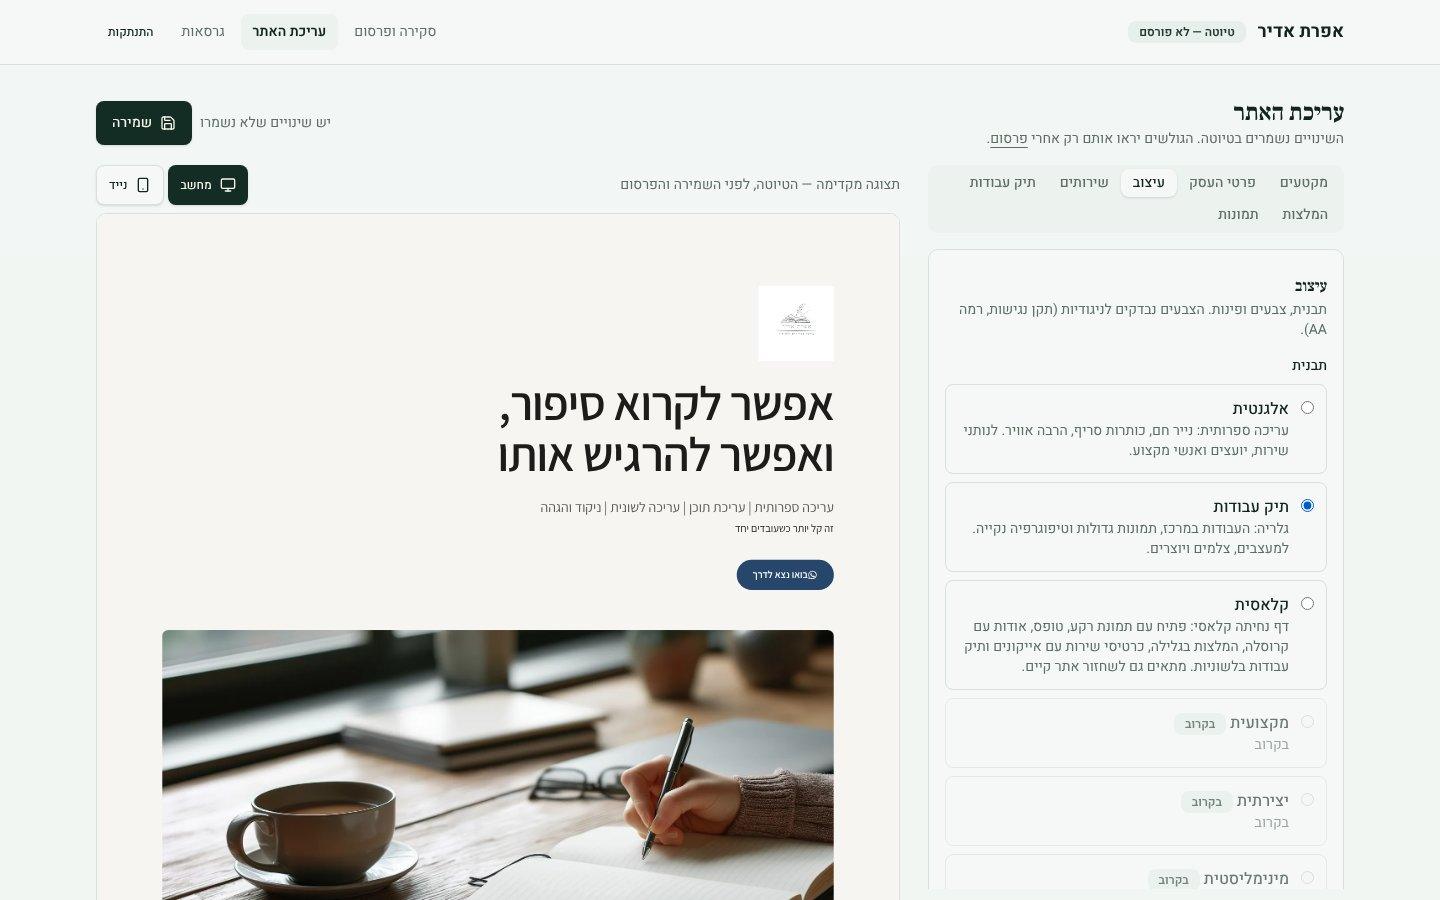 אפרת אדיר
טיוטה – לא פורסם
סקירה ופרסום
עריכת האתר
גרסאות
התנתקות
עריכת האתר
השינויים נשמרים בטיוטה. הגולשים יראו אותם רק אחרי פרסום.
יש שינויים שלא נשמרו
שמירה
מקטעים
פרטי העסק
עיצוב
שירותים
תיק עבודות
המלצות
תמונות
תצוגה מקדימה — הטיוטה, לפני השמירה והפרסום
מחשב
נייד
עיצוב
תבנית, צבעים ופינות. הצבעים נבדקים לניגודיות (תקן נגישות, רמה
AA).
תבנית
אלגנטית
עריכה ספרותית: נייר חם, כותרות סריף, הרבה אוויר. לנותני
שירות, יועצים ואנשי מקצוע.
תיק עבודות
גלריה: העבודות במרכז, תמונות גדולות וטיפוגרפיה נקייה.
למעצבים, צלמים ויוצרים.
קלאסית
דף נחיתה קלאסי: פתיח עם תמונת רקע, טופס, אודות עם
קרוסלה, המלצות בגלילה, כרטיסי שירות עם אייקונים ותיק
עבודות בלשוניות. מתאים גם לשחזור אתר קיים.
מקצועית
בקרוב
בקרוב
יצירתית
בקרוב
בקרוב
מינימליסטית
בקרוב
אפשר לקרוא סיפור,
ואפשר להרגיש אותו
עריכה ספרותית | עריכת תוכן | עריכה לשונית | ניקוד והגהה
זה קל יותר כשעובדים יחד
בואו נצא לדרך